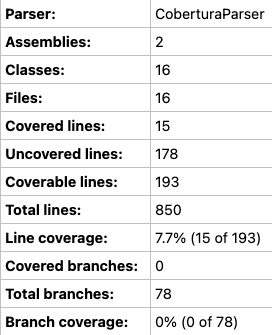 Parser: CoberturaParser
Assemblies: 2
Classes: 16
Files: 16
Covered lines: 15
Uncovered lines: 178
Coverable lines: 193
Total lines: 850
Line coverage: 7.7% (15 of 193)
Covered branches: 0
Total branches: 78
Branch coverage: 0% (0 of 78)